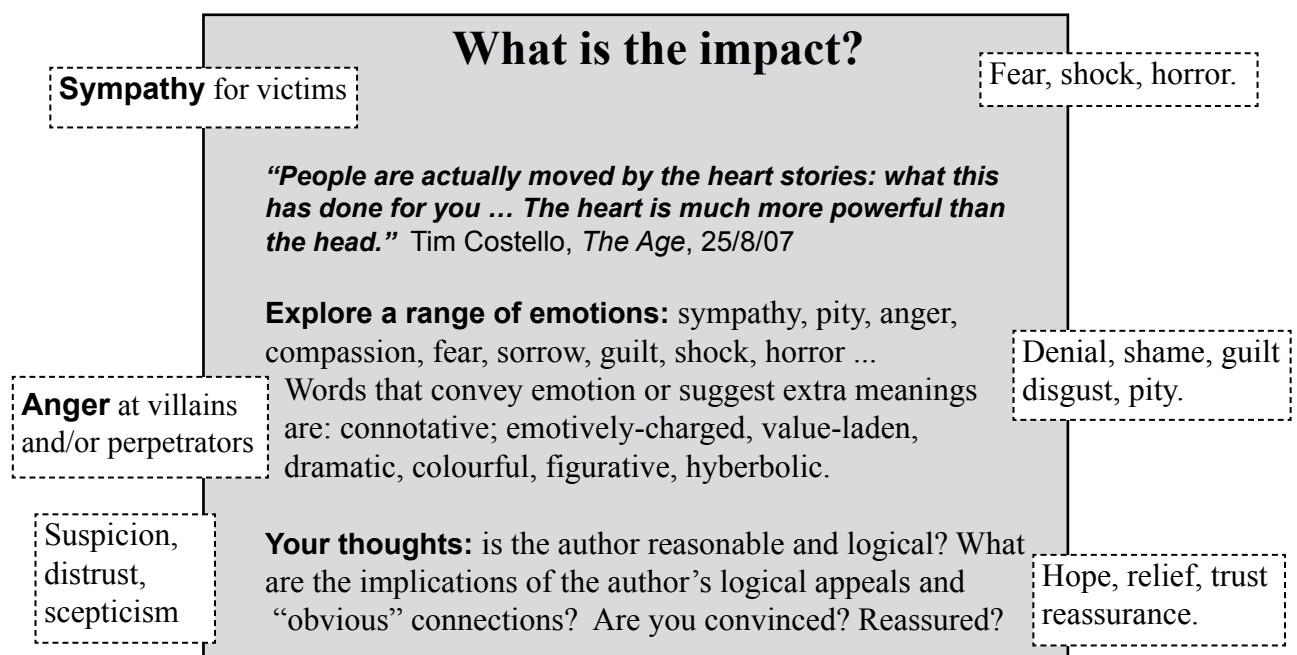 What is the impact?
Sympathy for victims
Fear, shock, horror.
“People are actually moved by the heart stories: what this
has done for you … The heart is much more powerful than
the head.” Tim Costello, The Age, 25/8/07
Explore a range of emotions: sympathy, pity, anger,
compassion, fear, sorrow, guilt, shock, horror ...
Words that convey emotion or suggest extra meanings
are: connotative; emotively-charged, value-laden,
dramatic, colourful, figurative, hyberbolic.
Denial, shame, guilt
disgust, pity.
Anger at villains
and/or perpetrators
Suspicion,
distrust,
scepticism
Your thoughts: is the author reasonable and logical? What
are the implications of the author’s logical appeals and
“obvious” connections? Are you convinced? Reassured?
Hope, relief, trust
reassurance.